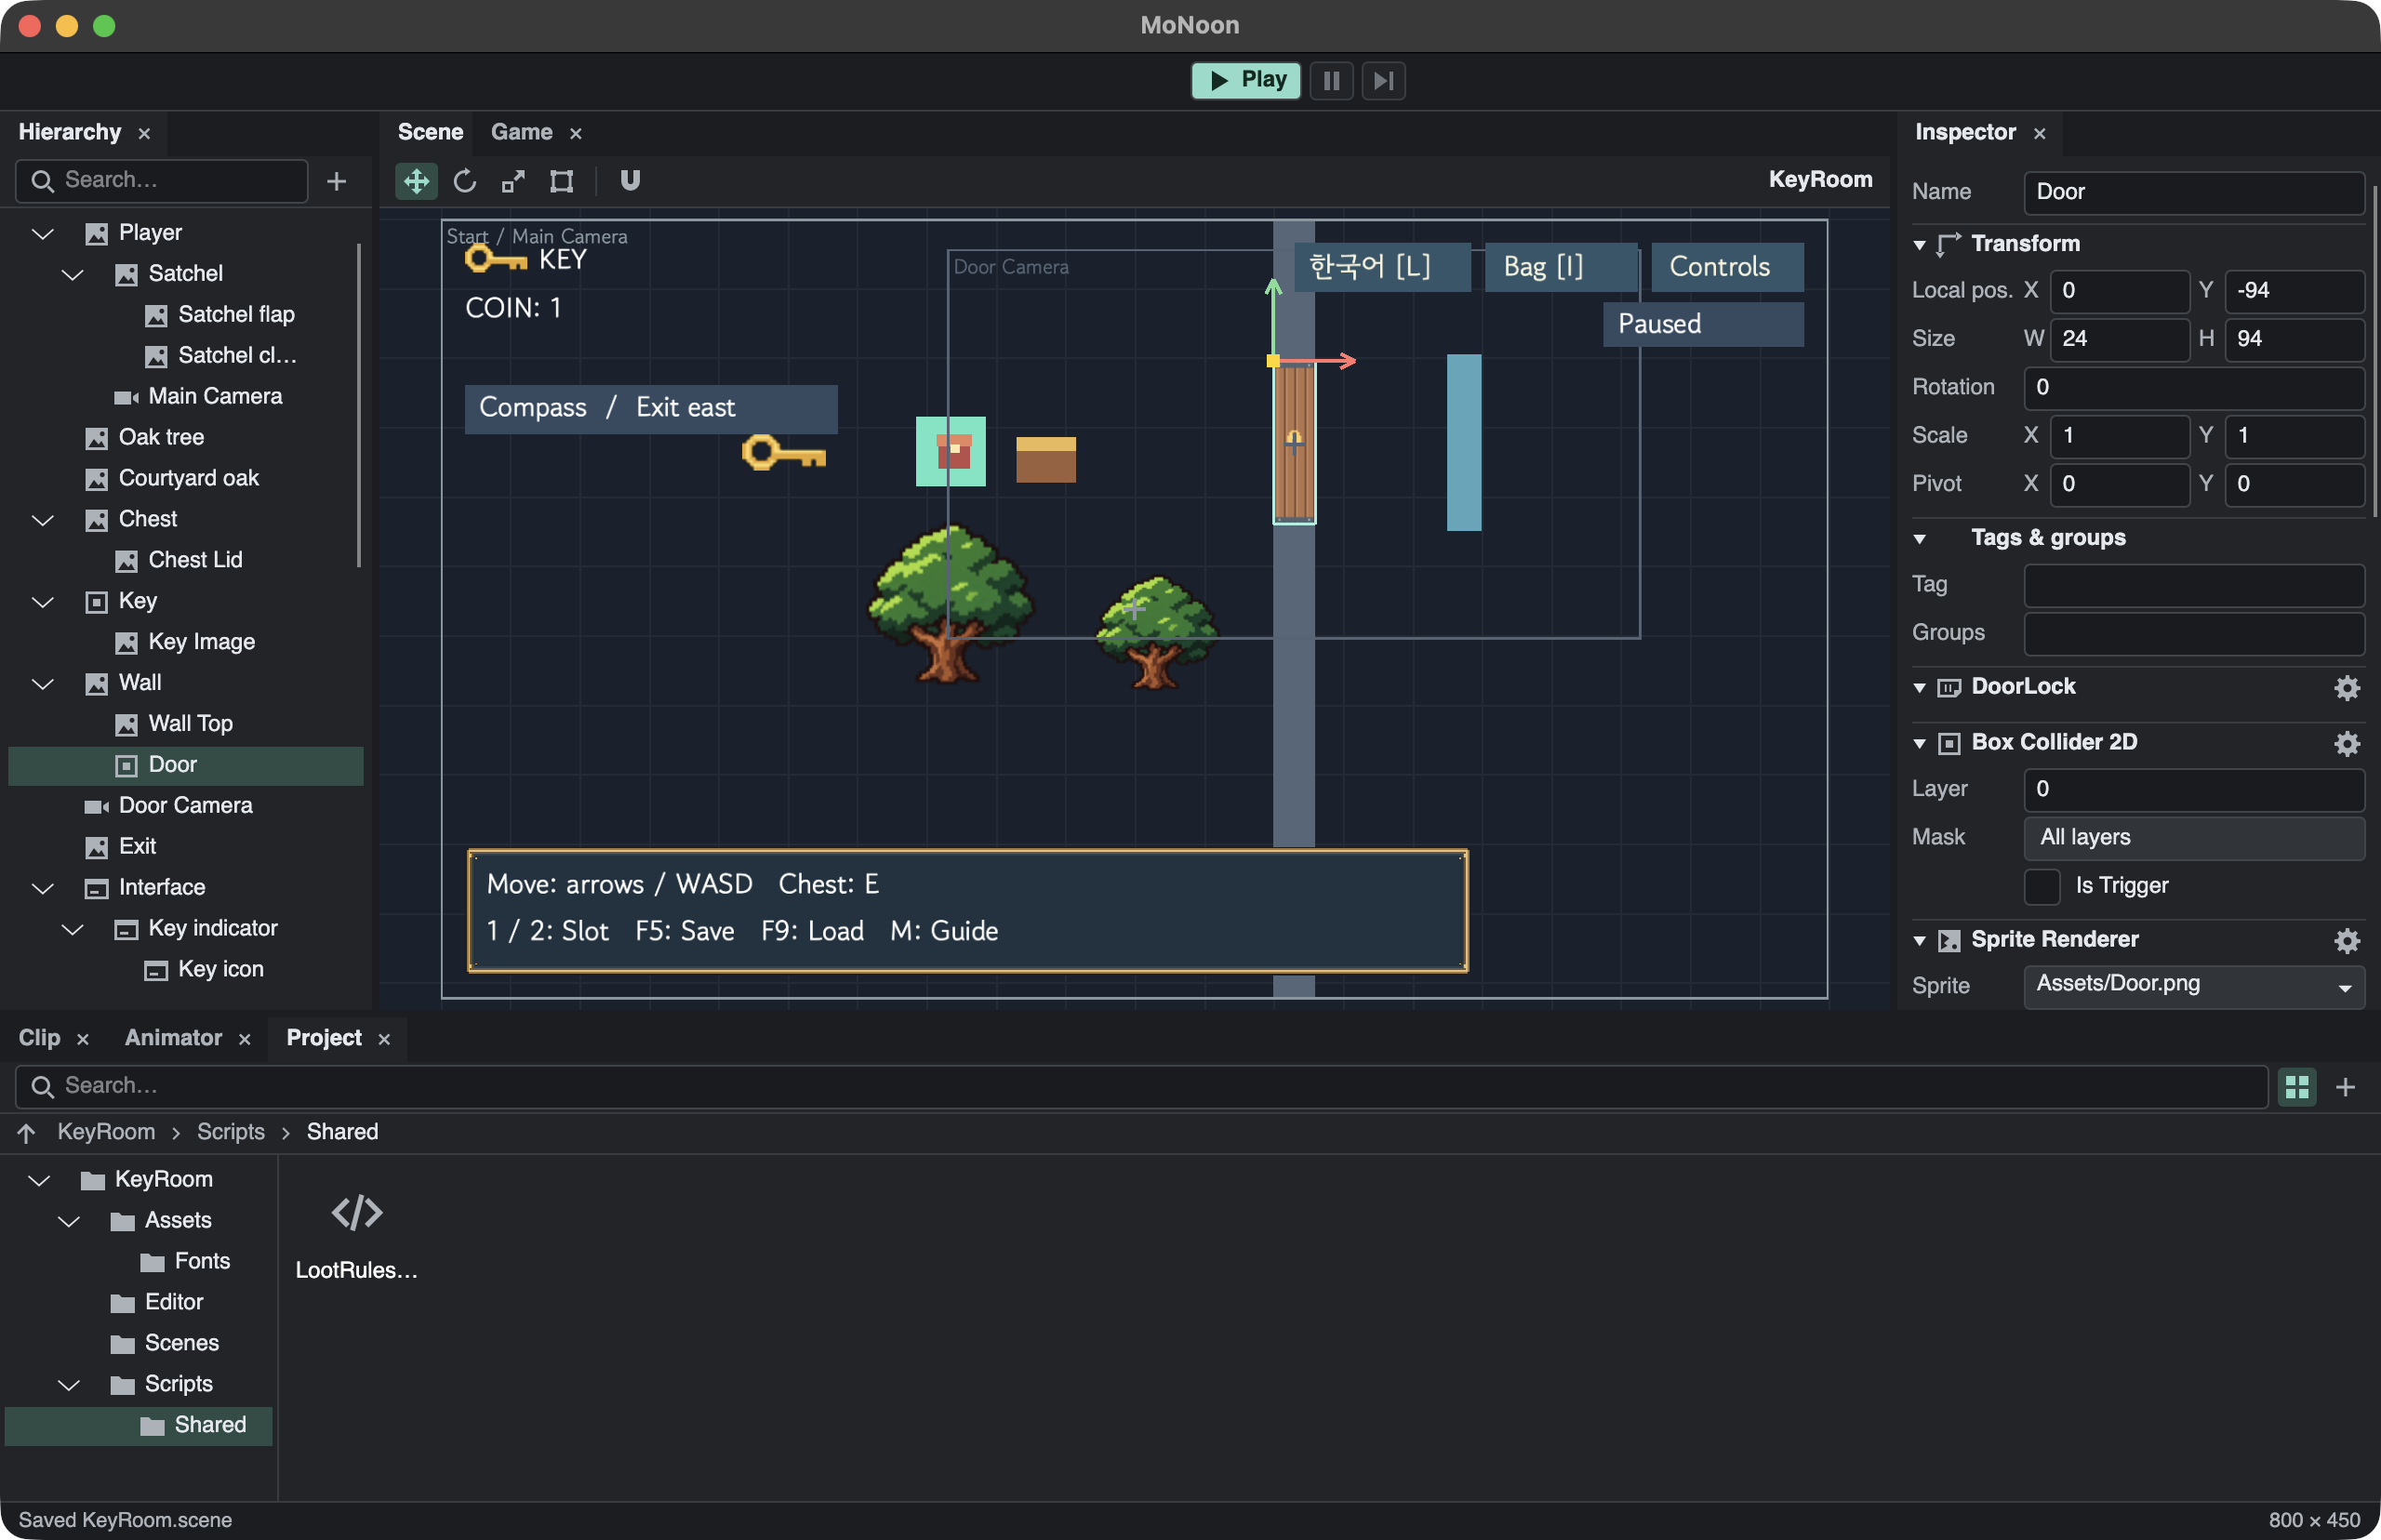 MoNoon
Play
Hierarchy
Search...
Player
Satchel
Satchel flap
Satchel cl...
Main Camera
Oak tree
Courtyard oak
Chest
Chest Lid
Key
Key Image
Wall
Wall Top
Door
Door Camera
Exit
Interface
Key indicator
Key icon
Scene Game
KeyRoom
Start / Main Camera
KEY
COIN: 1
Door Camera
한국어 [L] Bag [I] Controls
Paused
Compass / Exit east
Move: arrows / WASD Chest: E
1 / 2: Slot F5: Save F9: Load M: Guide
Inspector
Name Door
Transform
Local pos. X 0 Y -94
Size W 24 H 94
Rotation 0
Scale X 1 Y 1
Pivot X 0 Y 0
Tags & groups
Tag
Groups
DoorLock
Box Collider 2D
Layer 0
Mask All layers
Is Trigger
Sprite Renderer
Sprite Assets/Door.png
Clip Animator Project
Search...
KeyRoom > Scripts > Shared
KeyRoom
Assets
Fonts
Editor
Scenes
Scripts
Shared
LootRules...
Saved KeyRoom.scene
800 × 450